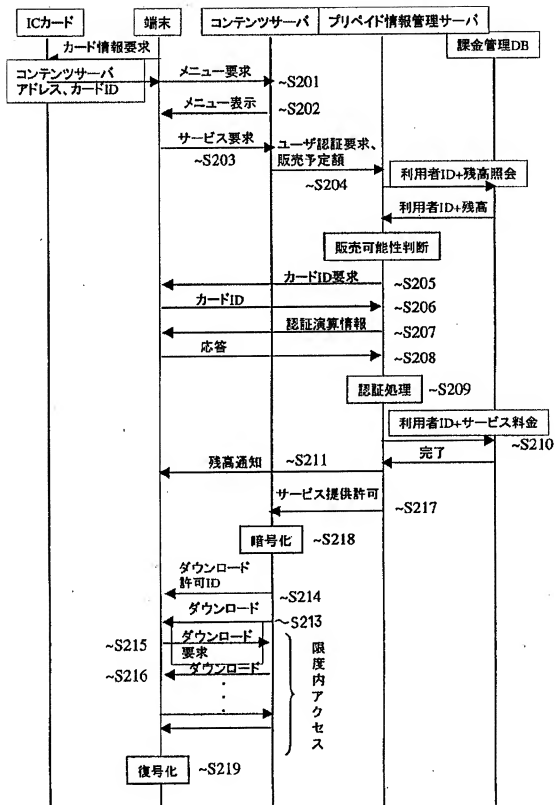 ICカード
端末
コンテンツサーバ
プリペイド情報管理サーバ
課金管理DB
カード情報要求
コンテンツサーバ
アドレス、カードID
メニュー要求
~S201
メニュー表示
~S202
サービス要求
~S203
ユーザ認証要求、
販売予定額
~S204
利用者ID+残高照会
利用者ID+残高
販売可能性判断
カードID要求
~S205
カードID
~S206
認証演算情報
~S207
応答
~S208
認証処理
~S209
利用者ID+サービス料金
~S210
完了
残高通知
~S211
サービス提供許可
~S217
暗号化
~S218
ダウンロード
許可ID
~S214
ダウンロード
~S213
~S215
ダウンロード
要求
~S216
ダウンロード
限度内アクセス
復号化
~S219